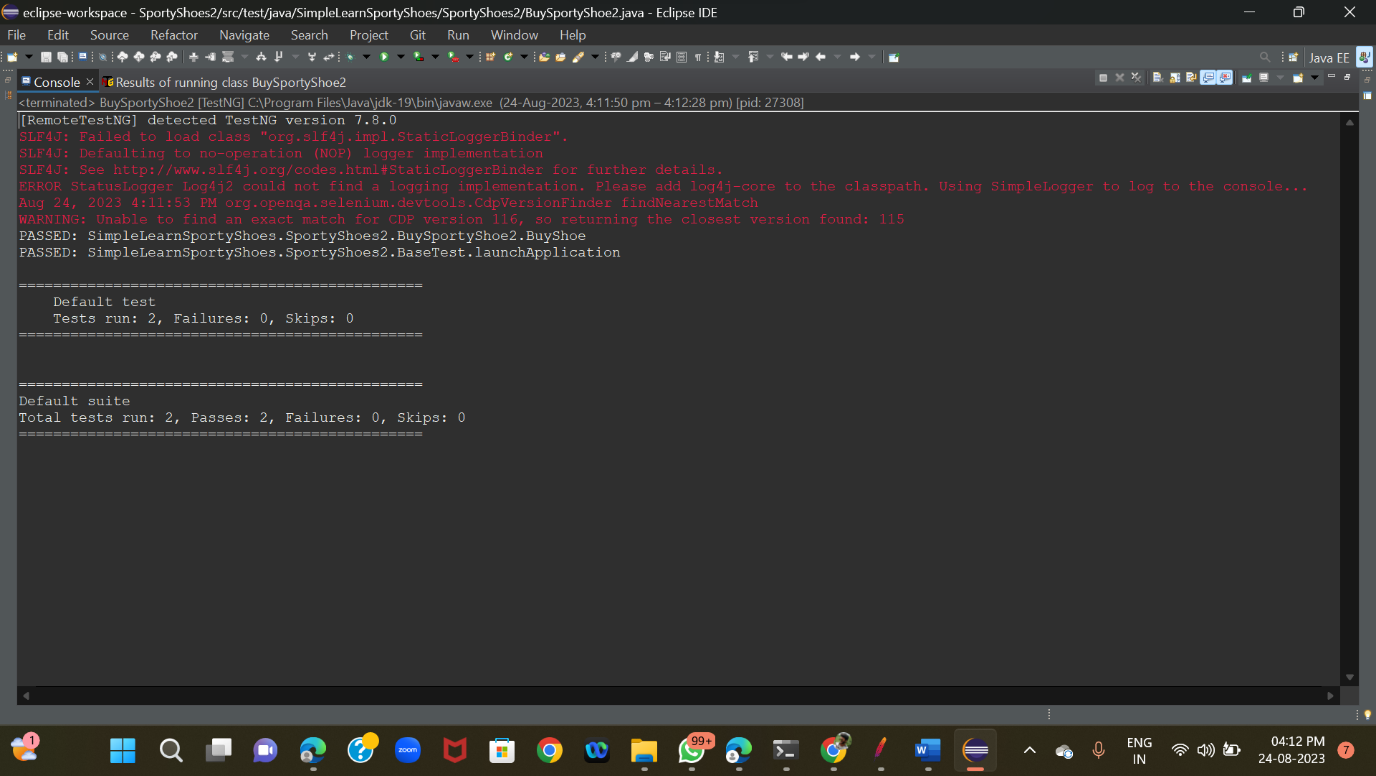 eclipse-workspace - SportyShoes2/src/test/java/SimpleLearnSportyShoes/SportyShoes2/BuySportyShoe2.java - Eclipse IDE
File Edit Source Refactor Navigate Search Project Git Run Window Help
Java EE
Console × Results of running class BuySportyShoe2
<terminated> BuySportyShoe2 [TestNG] C:\Program Files\Java\jdk-19\bin\javaw.exe (24-Aug-2023, 4:11:50 pm – 4:12:28 pm) [pid: 27308]
[RemoteTestNG] detected TestNG version 7.8.0
SLF4J: Failed to load class "org.slf4j.impl.StaticLoggerBinder".
SLF4J: Defaulting to no-operation (NOP) logger implementation
SLF4J: See http://www.slf4j.org/codes.html#StaticLoggerBinder for further details.
ERROR StatusLogger Log4j2 could not find a logging implementation. Please add log4j-core to the classpath. Using SimpleLogger to log to the console...
Aug 24, 2023 4:11:53 PM org.openqa.selenium.devtools.CdpVersionFinder findNearestMatch
WARNING: Unable to find an exact match for CDP version 116, so returning the closest version found: 115
PASSED: SimpleLearnSportyShoes.SportyShoes2.BuySportyShoe2.BuyShoe
PASSED: SimpleLearnSportyShoes.SportyShoes2.BaseTest.launchApplication
===============================================
Default test
Tests run: 2, Failures: 0, Skips: 0
===============================================
===============================================
Default suite
Total tests run: 2, Passes: 2, Failures: 0, Skips: 0
===============================================
1
zoom
99+
ENG
IN
04:12 PM
24-08-2023
7